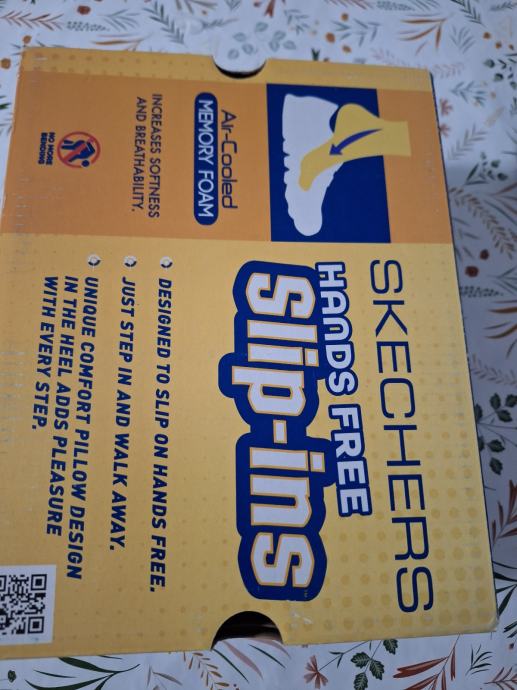 SKECHERS
HANDS FREE
Slip-ins™
Air-Cooled
MEMORY FOAM
INCREASES SOFTNESS
AND BREATHABILITY.
NO MORE
BENDING
DESIGNED TO SLIP ON HANDS FREE.
JUST STEP IN AND WALK AWAY.
UNIQUE COMFORT PILLOW DESIGN
IN THE HEEL ADDS PLEASURE
WITH EVERY STEP.